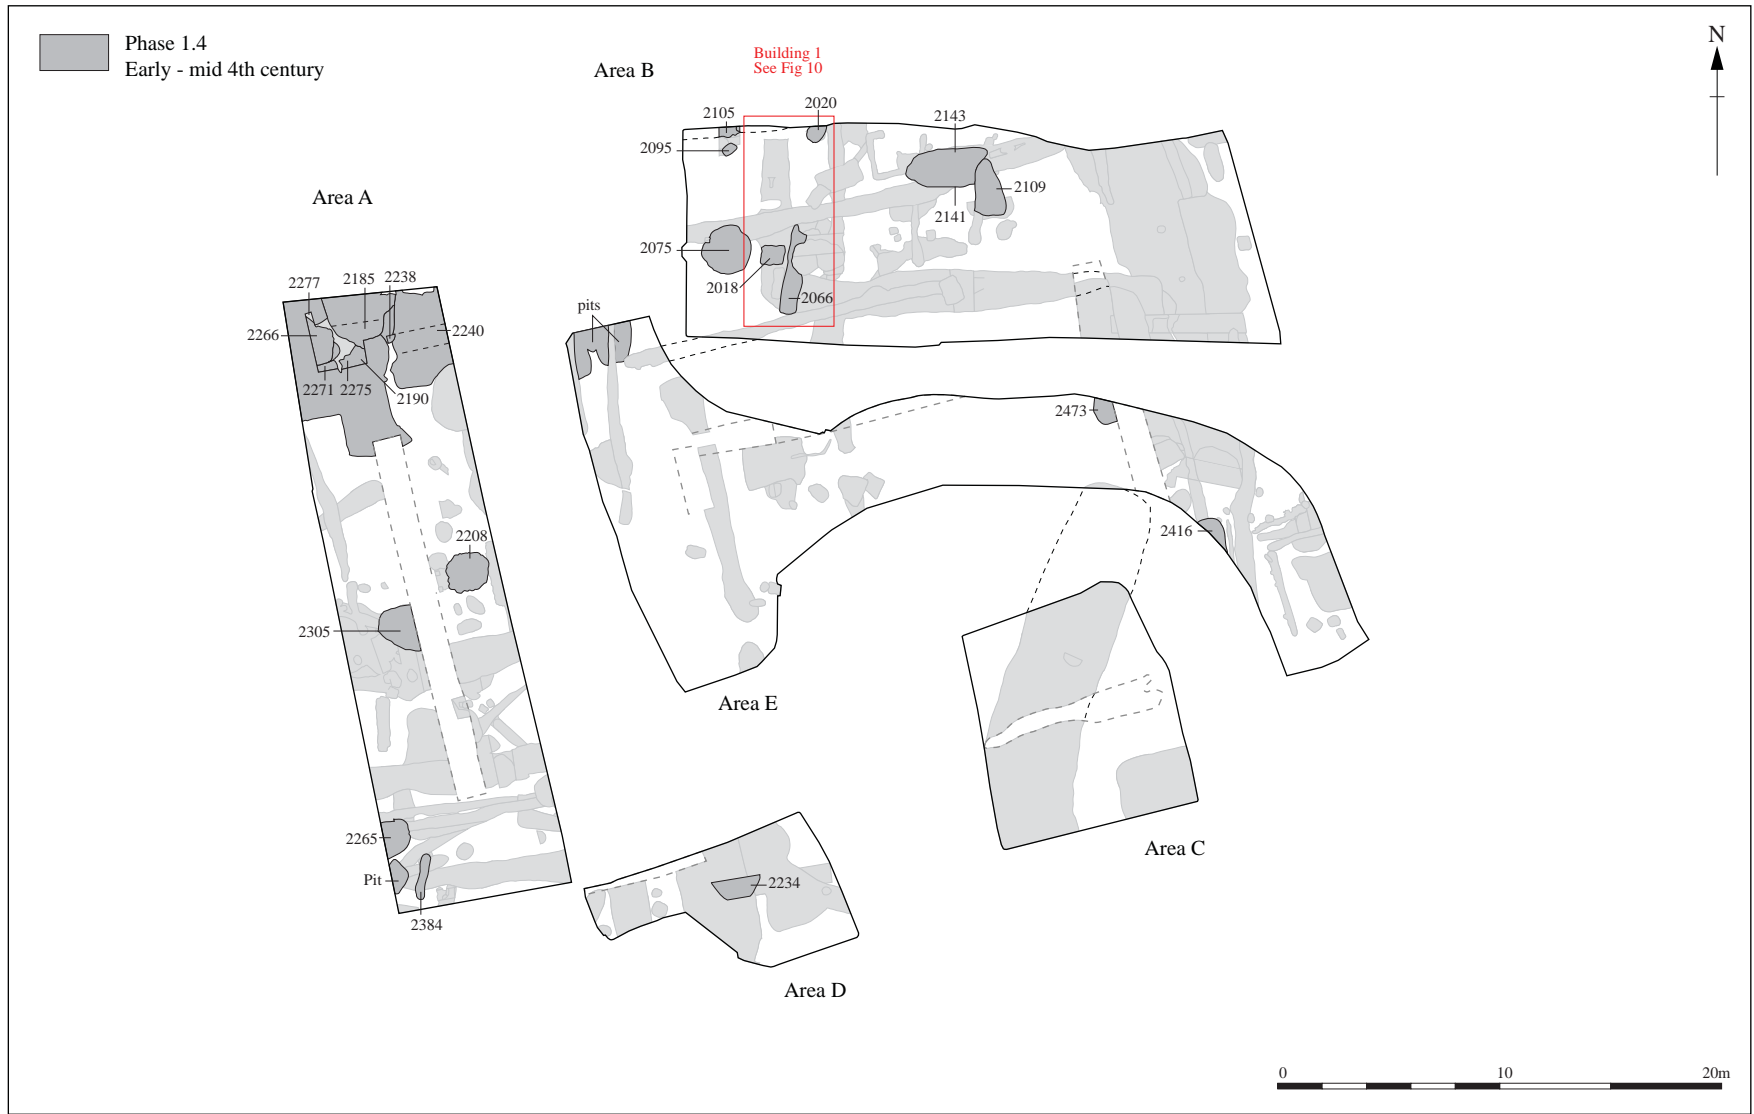 Phase 1.4
Early - mid 4th century
N
Building 1
See Fig 10
Area B
2105
2020
2143
2095
2109
2141
2075
2018
2066
Area A
2277
2185
2238
2266
2240
2271
2275
2190
pits
2473
2416
2208
2305
Area E
2265
Pit
2384
2234
Area C
Area D
0
10
20m